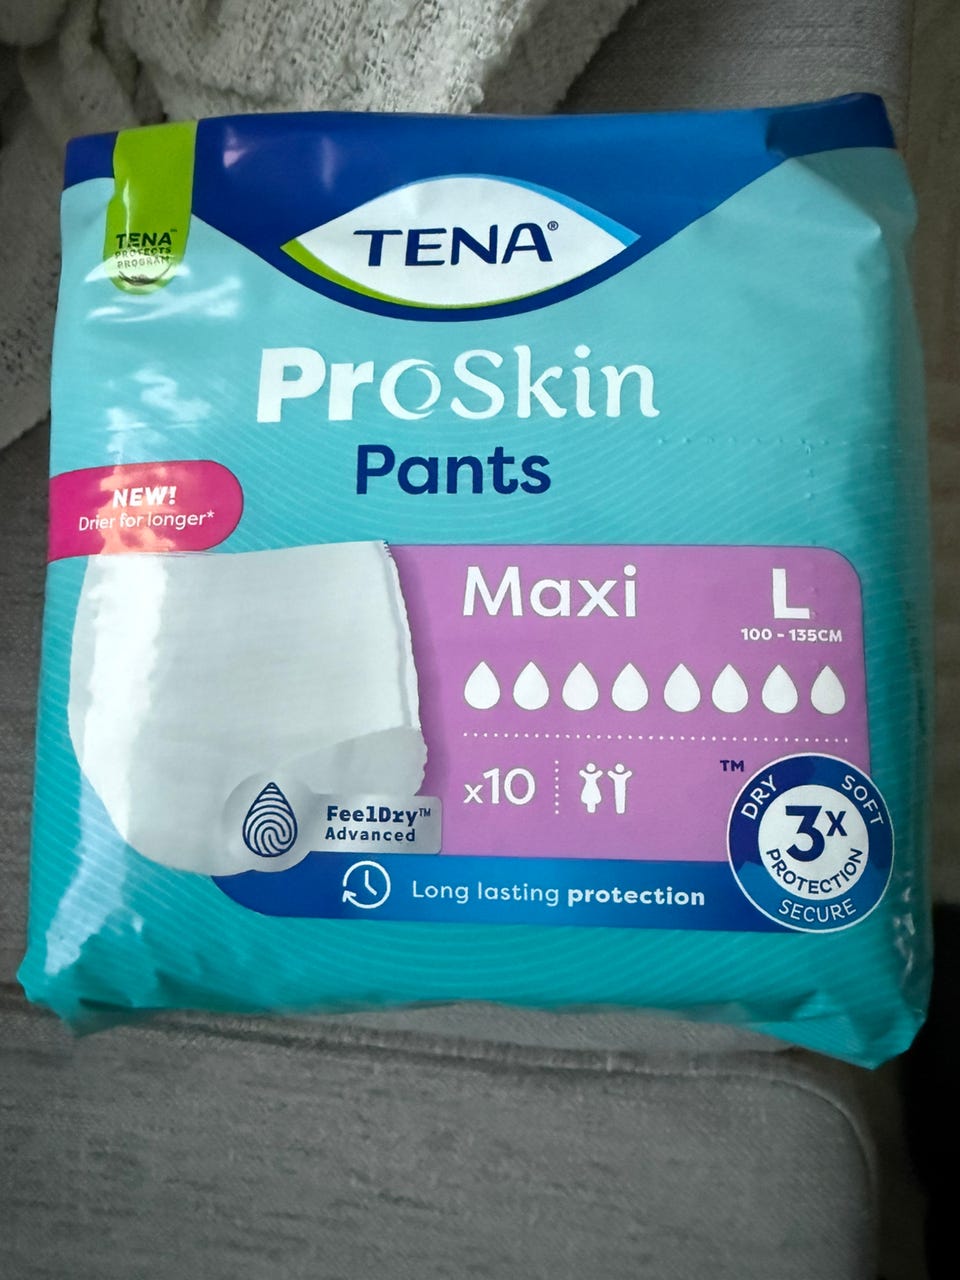 TENA™
PROTECTS
PROGRAM
TENA®
ProSkin
Pants
NEW!
Drier for longer*
Maxi
L
100 - 135CM
x10
FeelDry™
Advanced
Long lasting protection
TM
DRY
SOFT
3x
PROTECTION
SECURE